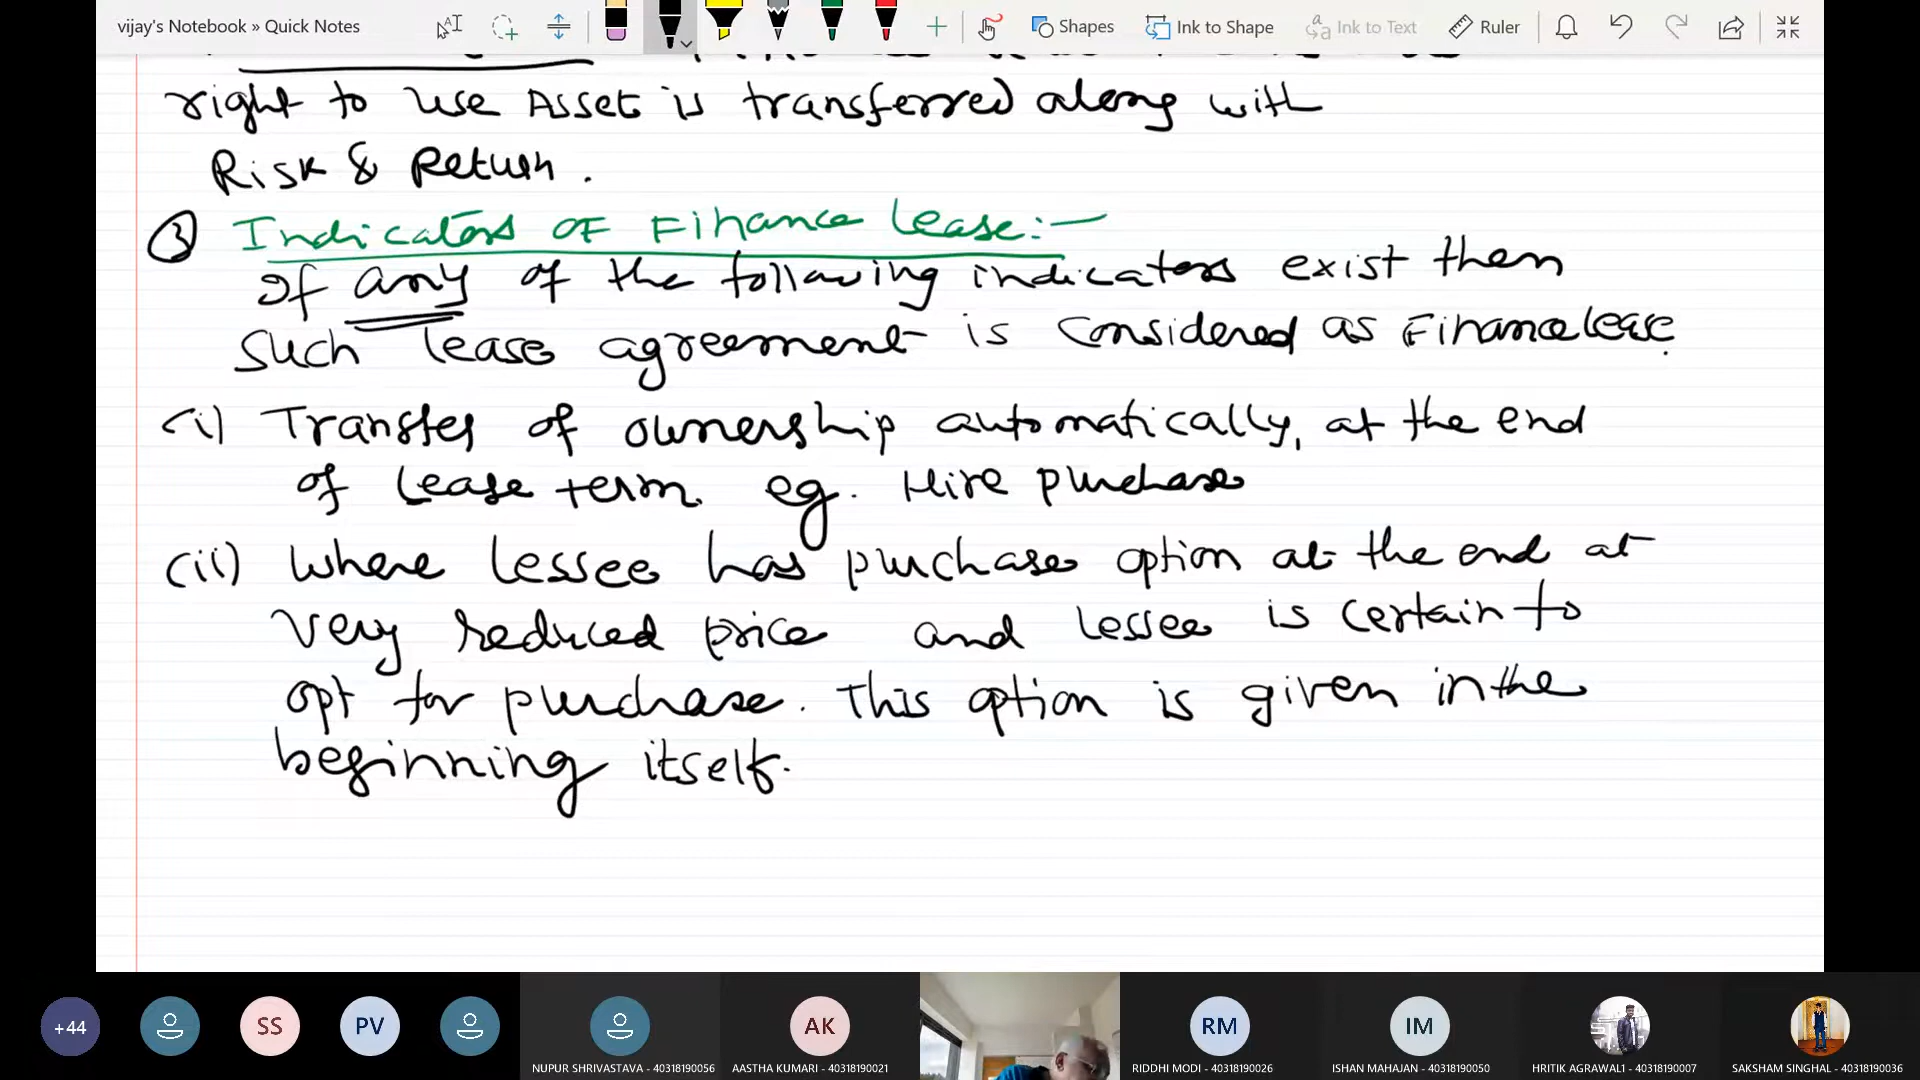 vijay's Notebook » Quick Notes
Shapes
Ink to Shape
Ink to Text
Ruler
right to use Asset is transferred along with
Risk & Return.
③ Indicators of Finance Lease:-
If any of the following indicators exist then
Such lease agreement is considered as Finance lease.
(i) Transfer of ownership automatically, at the end
of Lease term. eg. Hire purchase
(ii) Where lessee has purchase option at the end at
very reduced price and lessee is certain to
opt for purchase. This option is given in the
beginning itself.
+44
SS
PV
AK
RM
IM
NUPUR SHRIVASTAVA - 40318190056
AASTHA KUMARI - 40318190021
RIDDHI MODI - 40318190026
ISHAN MAHAJAN - 40318190050
HRITIK AGRAWAL1 - 40318190007
SAKSHAM SINGHAL - 40318190036